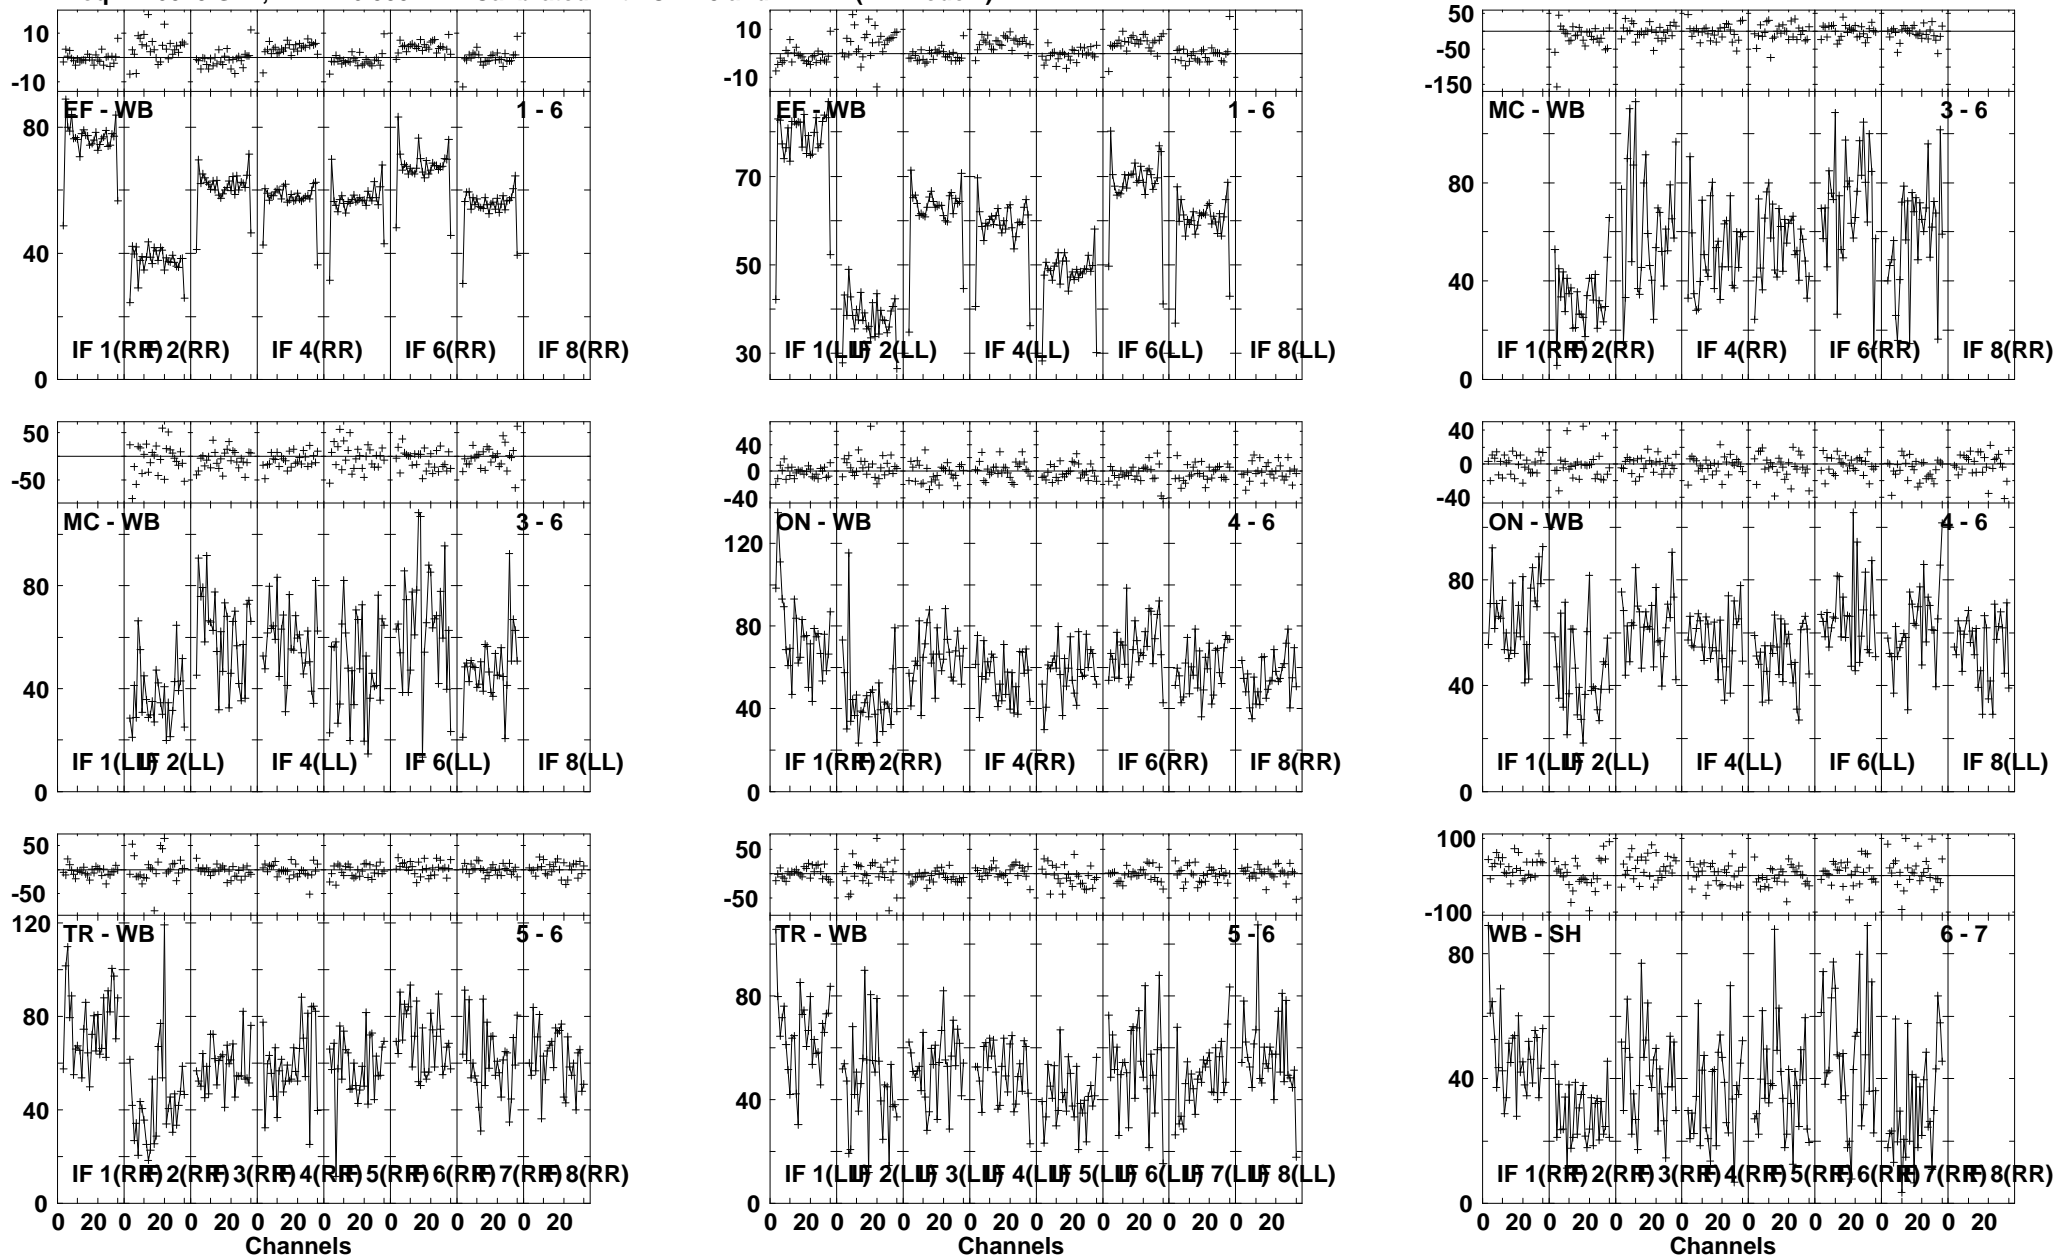 10 10 50
-10 -10 -50
-150
EF - WB 1 - 6 EF - WB 1 - 6 MC - WB 3 - 6
80 70 80
40 50 40
30
IF 1(RR) IF 2(RR) IF 4(RR) IF 6(RR) IF 8(RR) IF 1(LL) IF 2(LL) IF 4(LL) IF 6(LL) IF 8(LL) IF 1(RR) IF 2(RR) IF 4(RR) IF 6(RR) IF 8(RR)
0 0
50 40 40
0 0
-50 -40 -40
MC - WB 3 - 6 ON - WB 4 - 6 ON - WB 4 - 6
120
80 80 80
40 40 40
IF 1(LL) IF 2(LL) IF 4(LL) IF 6(LL) IF 8(LL) IF 1(RR) IF 2(RR) IF 4(RR) IF 6(RR) IF 8(RR) IF 1(LL) IF 2(LL) IF 4(LL) IF 6(LL) IF 8(LL)
0 0 0
50 50 100
-50 -50 -100
120
TR - WB 5 - 6 TR - WB 5 - 6 WB - SH 6 - 7
80 80 80
40 40 40
IF 1(RR) IF 2(RR) IF 3(RR) IF 4(RR) IF 5(RR) IF 6(RR) IF 7(RR) IF 8(RR) IF 1(LL) IF 2(LL) IF 3(LL) IF 4(LL) IF 5(LL) IF 6(LL) IF 7(LL) IF 8(LL) IF 1(RR) IF 2(RR) IF 3(RR) IF 4(RR) IF 5(RR) IF 6(RR) IF 7(RR) IF 8(RR)
0 0 0
0 20 0 20 0 20 0 20 0 20 0 20 0 20 0 20 0 20 0 20 0 20 0 20 0 20 0 20 0 20 0 20 0 20 0 20 0 20 0 20 0 20 0 20 0 20 0 20
Channels Channels Channels